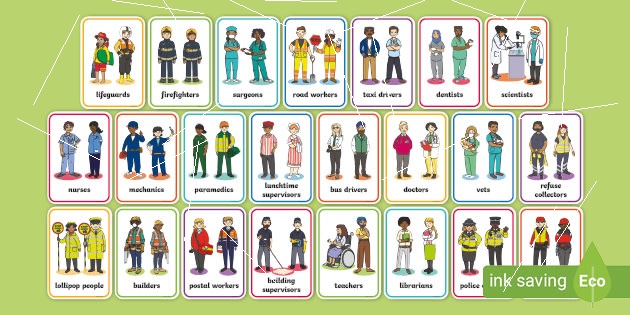 lifeguards
firefighters
surgeons
road workers
taxi drivers
dentists
scientists
nurses
mechanics
paramedics
lunchtime
supervisors
bus drivers
doctors
vets
refuse
collectors
lollipop people
builders
postal workers
building
supervisors
teachers
librarians
police
ink saving
Eco